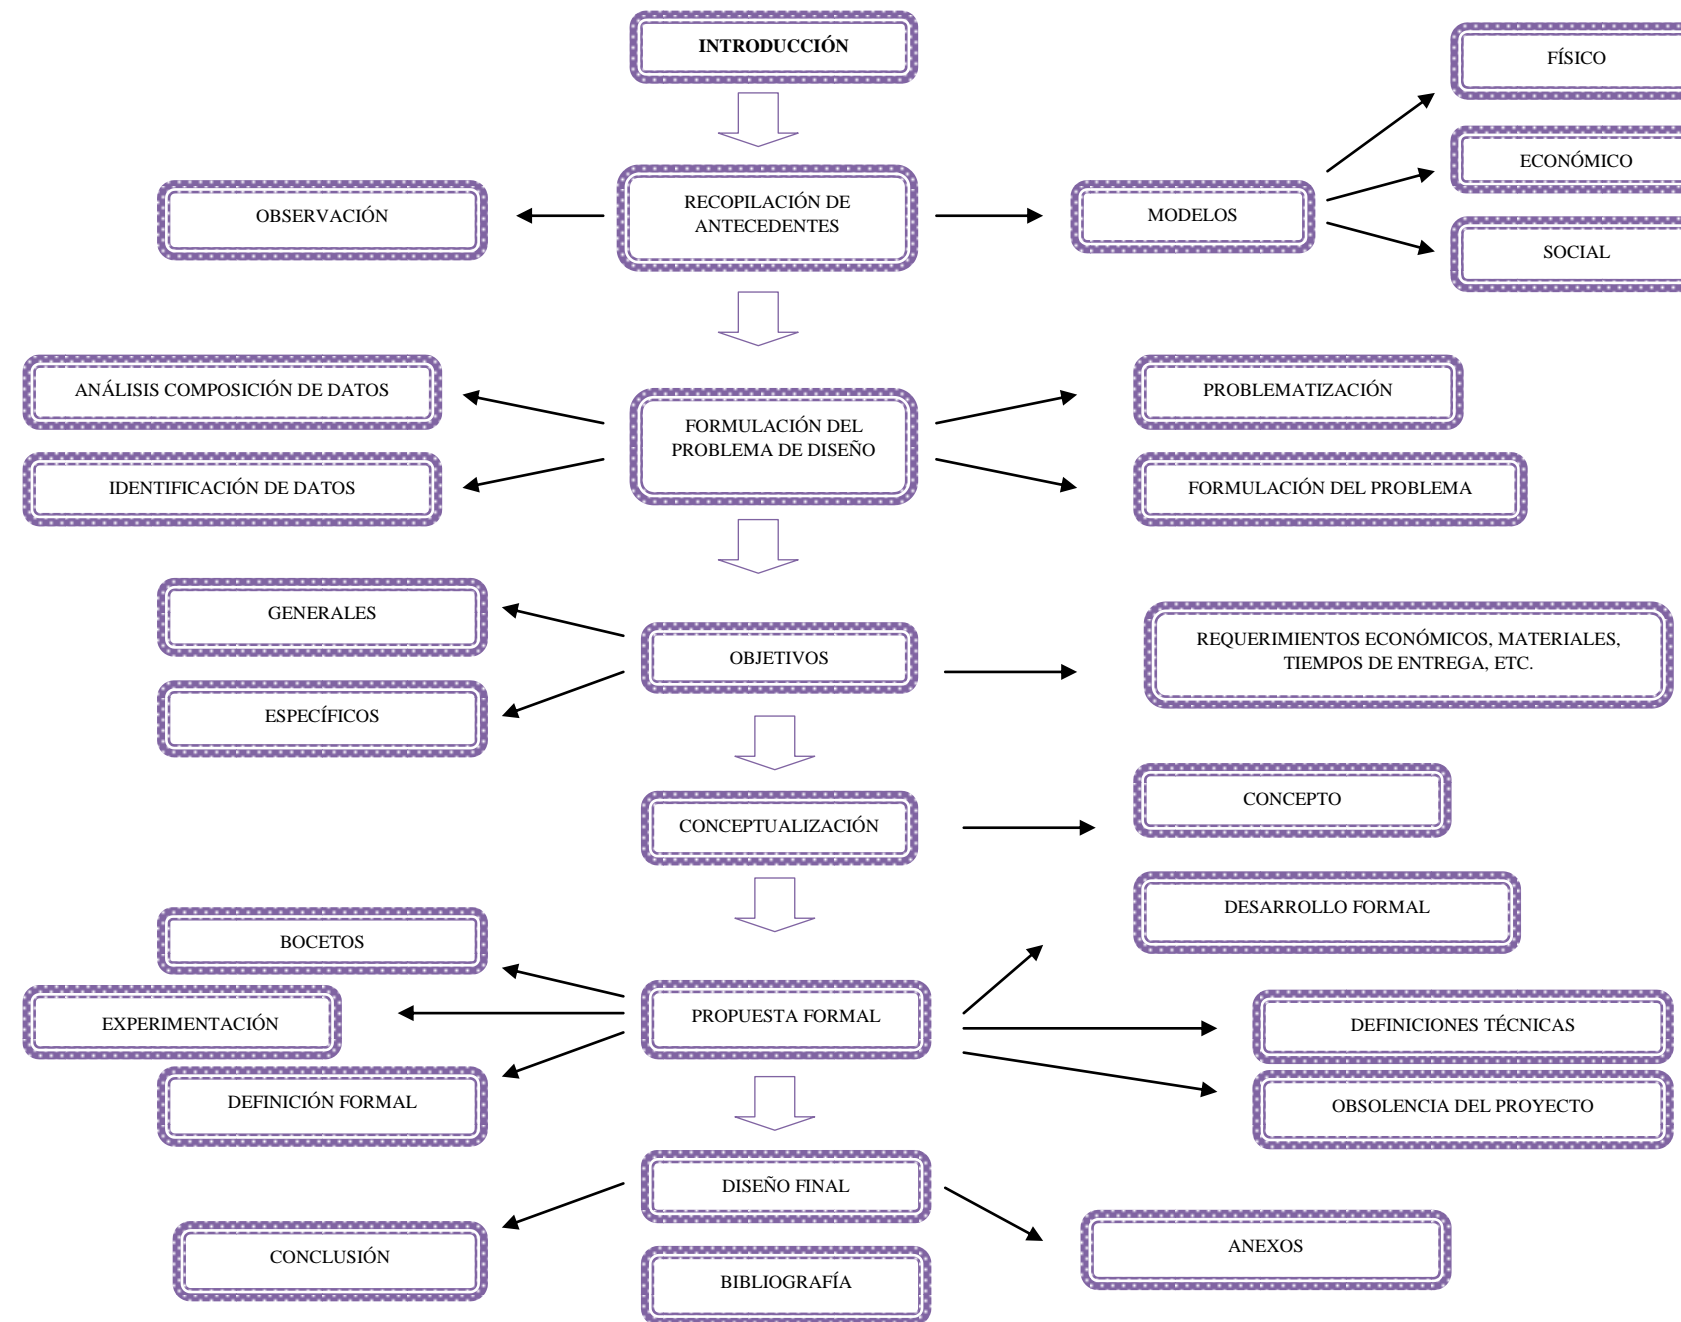 INTRODUCCIÓN
FÍSICO
ECONÓMICO
SOCIAL
OBSERVACIÓN
RECOPILACIÓN DE
ANTECEDENTES
MODELOS
ANÁLISIS COMPOSICIÓN DE DATOS
IDENTIFICACIÓN DE DATOS
FORMULACIÓN DEL
PROBLEMA DE DISEÑO
PROBLEMATIZACIÓN
FORMULACIÓN DEL PROBLEMA
GENERALES
ESPECÍFICOS
OBJETIVOS
REQUERIMIENTOS ECONÓMICOS, MATERIALES,
TIEMPOS DE ENTREGA, ETC.
CONCEPTUALIZACIÓN
CONCEPTO
DESARROLLO FORMAL
BOCETOS
EXPERIMENTACIÓN
DEFINICIÓN FORMAL
PROPUESTA FORMAL
DEFINICIONES TÉCNICAS
OBSOLENCIA DEL PROYECTO
DISEÑO FINAL
CONCLUSIÓN
ANEXOS
BIBLIOGRAFÍA